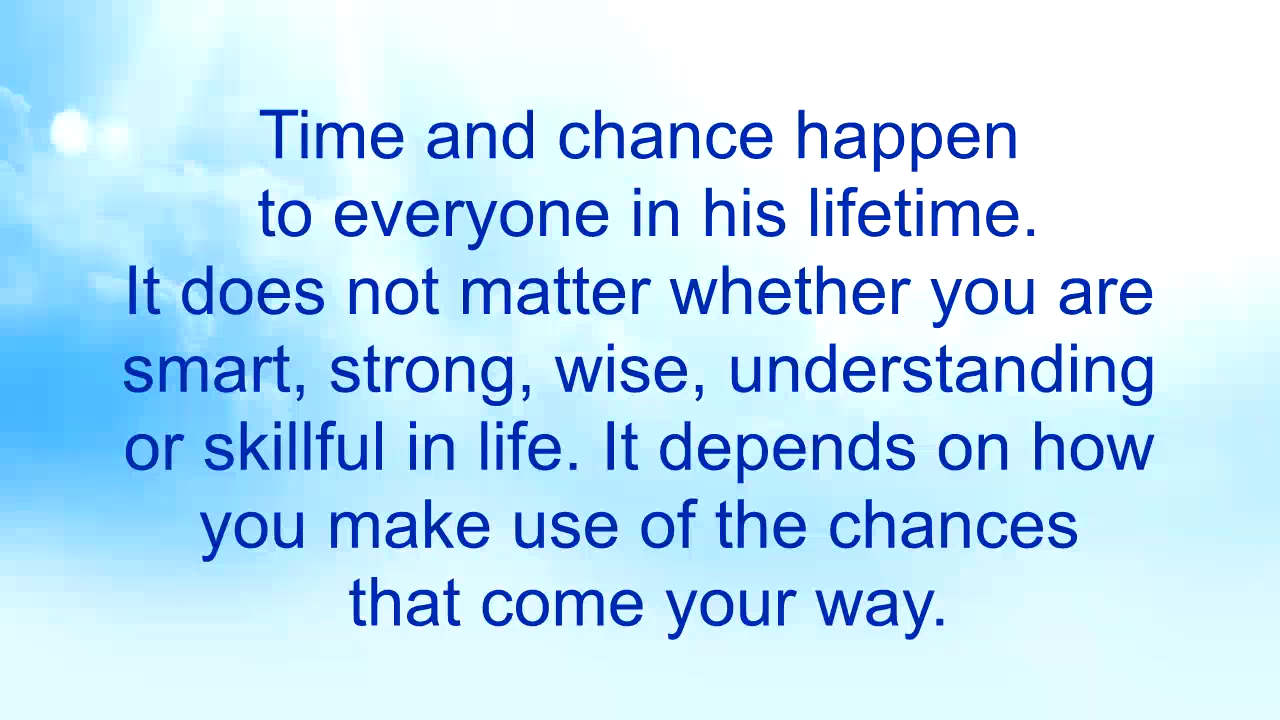 Time and chance happen
to everyone in his lifetime.
It does not matter whether you are
smart, strong, wise, understanding
or skillful in life. It depends on how
you make use of the chances
that come your way.